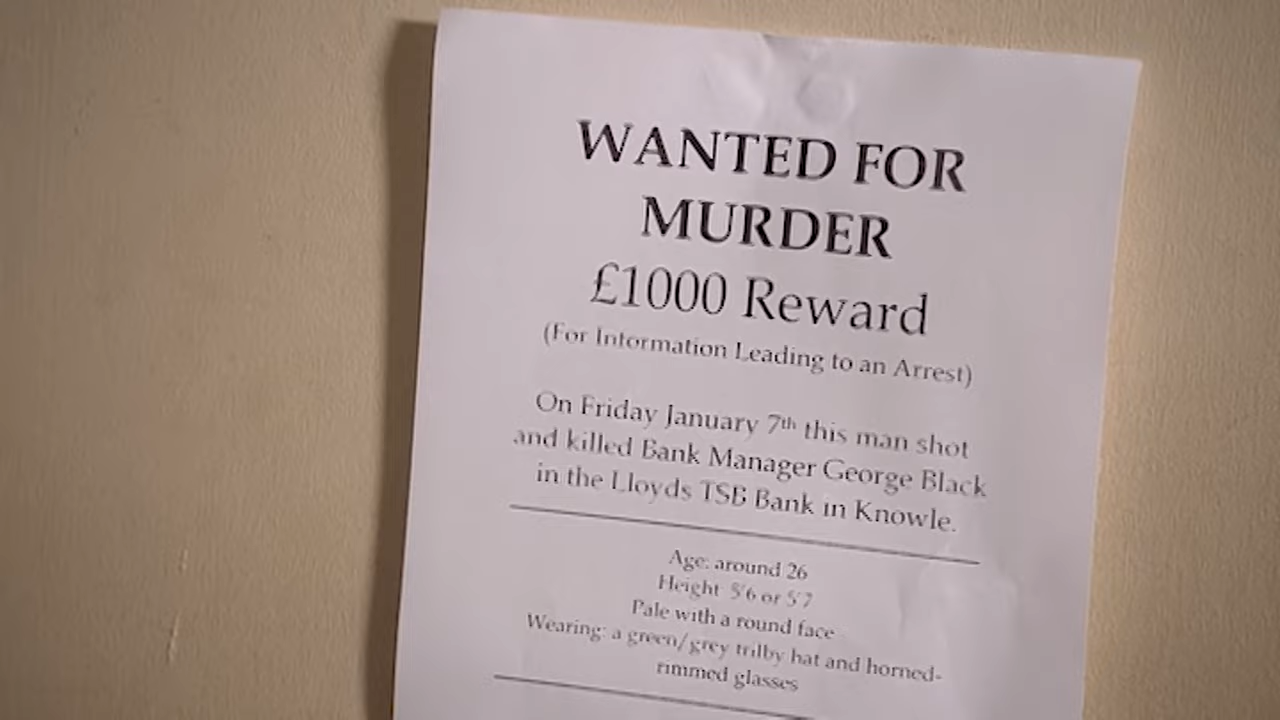 WANTED FOR
MURDER
£1000 Reward
(For Information Leading to an Arrest)
On Friday January 7th this man shot
and killed Bank Manager George Black
in the Lloyds TSB Bank in Knowle.
Age: around 26
Height: 5'6 or 5'7
Pale with a round face
Wearing: a green/grey trilby hat and horned-
rimmed glasses